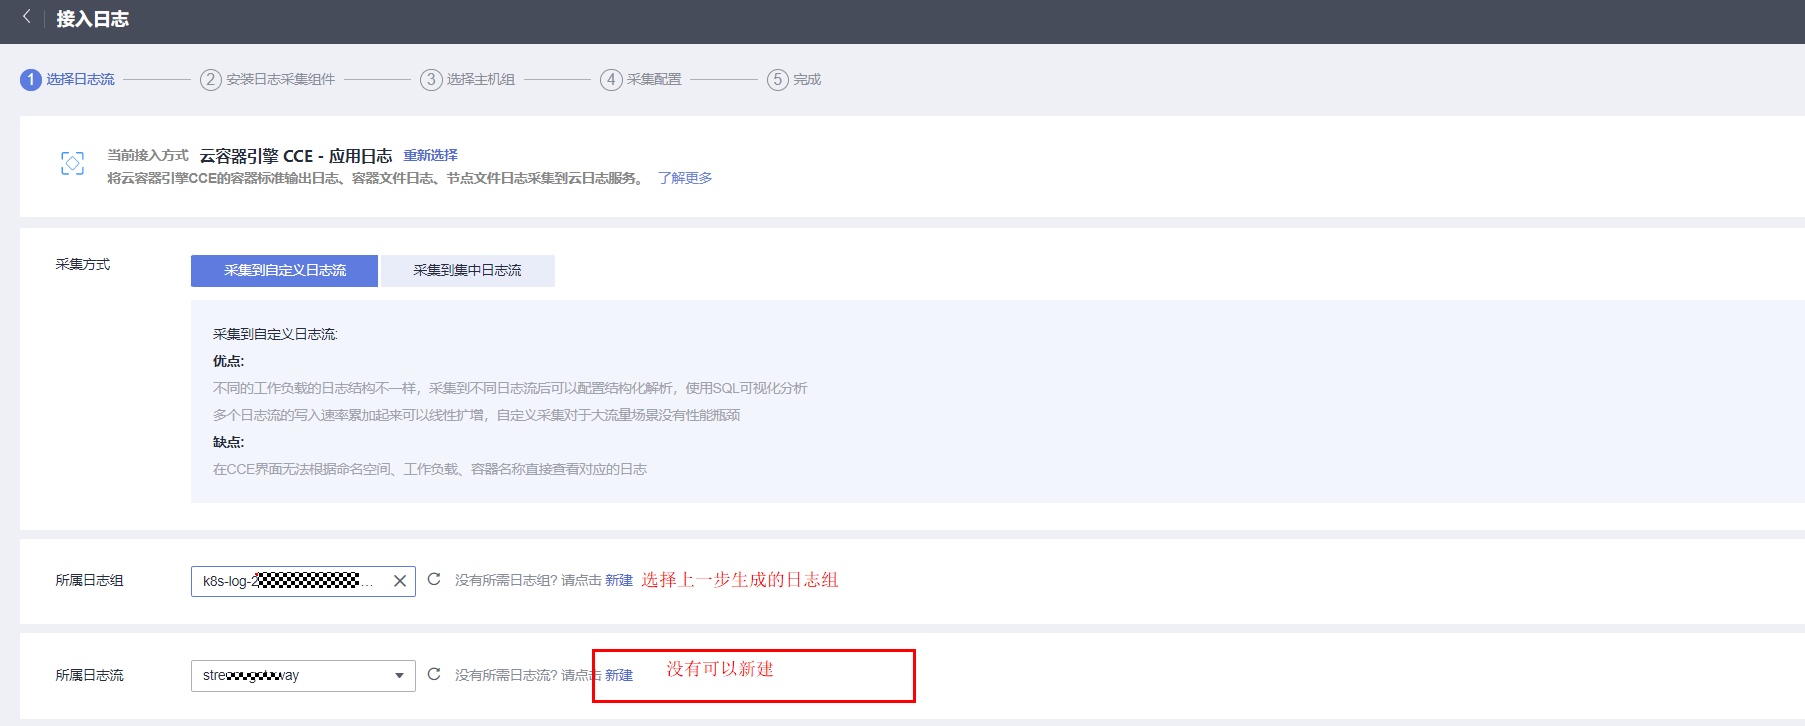 接入日志
1 选择日志流 2 安装日志采集组件 3 选择主机组 4 采集配置 5 完成
当前接入方式 云容器引擎 CCE - 应用日志 重新选择
将云容器引擎CCE的容器标准输出日志、容器文件日志、节点文件日志采集到云日志服务。 了解更多
采集方式 采集到自定义日志流 采集到集中日志流
采集到自定义日志流:
优点:
不同的工作负载的日志结构不一样，采集到不同日志流后可以配置结构化解析，使用SQL可视化分析
多个日志流的写入速率累加起来可以线性扩增，自定义采集对于大流量场景没有性能瓶颈
缺点:
在CCE界面无法根据命名空间、工作负载、容器名称直接查看对应的日志
所属日志组 k8s-log-2 ... 没有所需日志组? 请点击 新建 选择上一步生成的日志组
所属日志流 没有所需日志流? 请点击 新建 没有可以新建